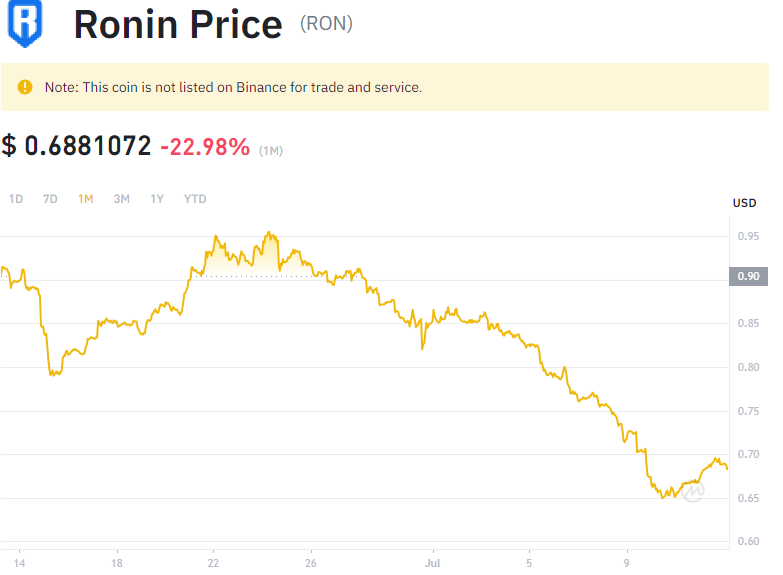 Ronin Price (RON)
Note: This coin is not listed on Binance for trade and service.
$ 0.6881072 -22.98% (1M)
1D 7D 1M 3M 1Y YTD
USD
0.95
0.90
0.85
0.80
0.75
0.70
0.65
0.60
14 18 22 26 Jul 5 9